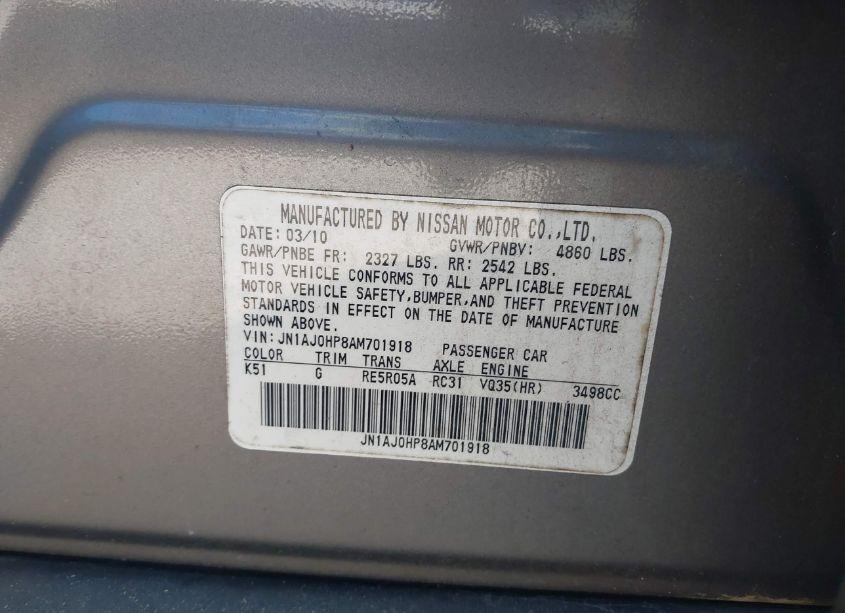 MANUFACTURED BY NISSAN MOTOR CO.,LTD.
DATE: 03/10 GVWR/PNBV: 4860 LBS.
GAWR/PNBE FR: 2327 LBS. RR: 2542 LBS.
THIS VEHICLE CONFORMS TO ALL APPLICABLE FEDERAL
MOTOR VEHICLE SAFETY,BUMPER,AND THEFT PREVENTION
STANDARDS IN EFFECT ON THE DATE OF MANUFACTURE
SHOWN ABOVE.
VIN:JN1AJ0HP8AM701918 PASSENGER CAR
COLOR TRIM TRANS AXLE ENGINE
K51 G RE5R05A RC31 VQ35(HR) 3498CC
JN1AJ0HP8AM701918